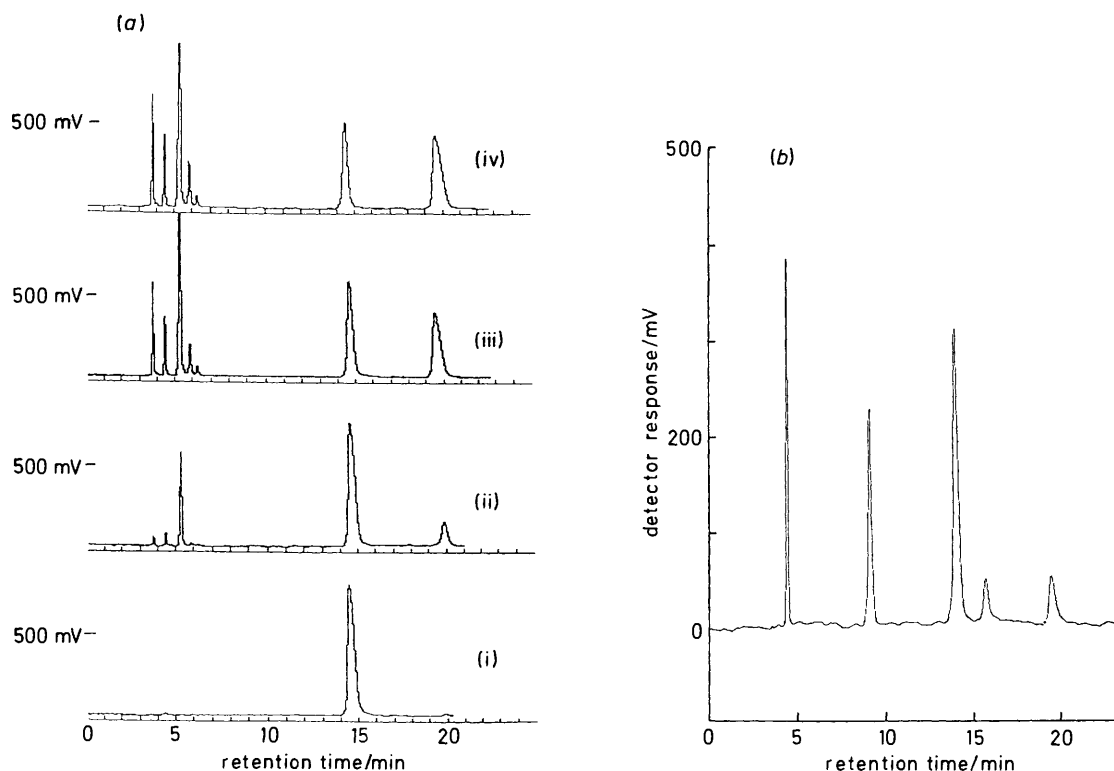 (a)
500 mV
(iv)
500 mV
(iii)
500 mV
(ii)
500 mV
(i)
0 5 10 15 20
retention time/min
(b)
500
200
0
detector response/mV
0 5 10 15 20
retention time/min